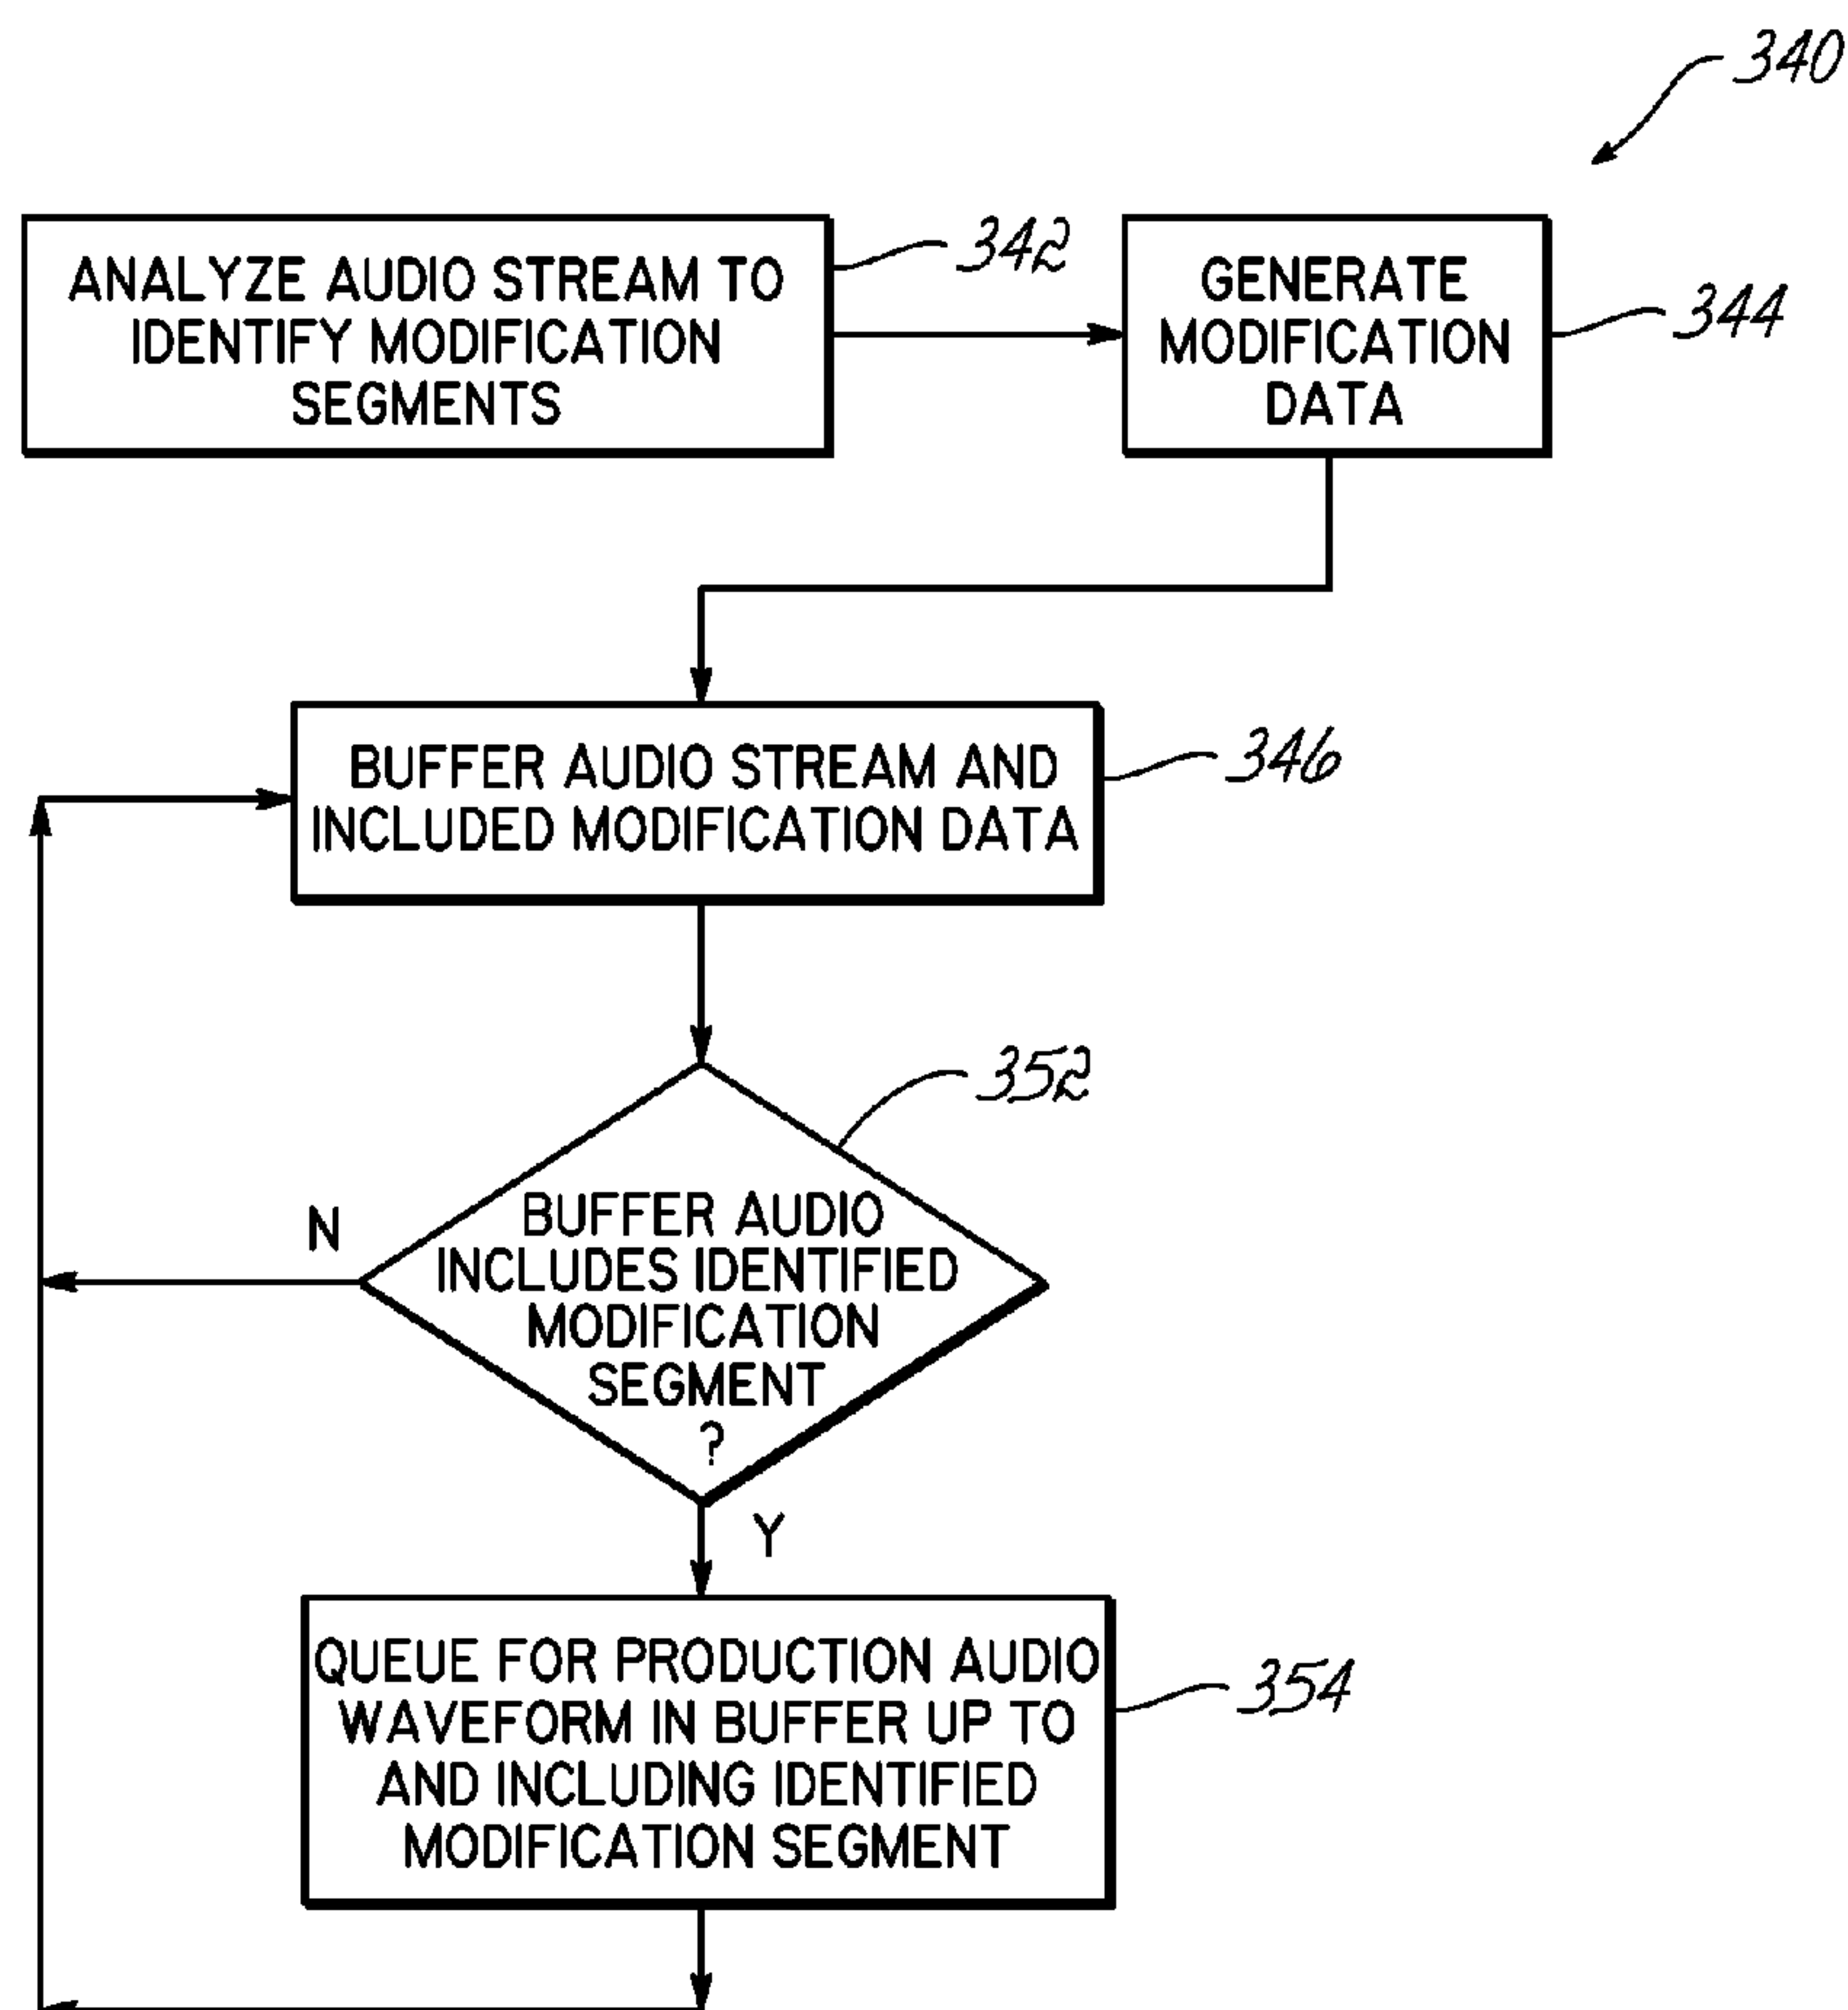 340
ANALYZE AUDIO STREAM TO
IDENTIFY MODIFICATION
SEGMENTS
342
GENERATE
MODIFICATION
DATA
344
BUFFER AUDIO STREAM AND
INCLUDED MODIFICATION DATA
346
352
BUFFER AUDIO
INCLUDES IDENTIFIED
MODIFICATION
SEGMENT
?
N
Y
QUEUE FOR PRODUCTION AUDIO
WAVEFORM IN BUFFER UP TO
AND INCLUDING IDENTIFIED
MODIFICATION SEGMENT
354